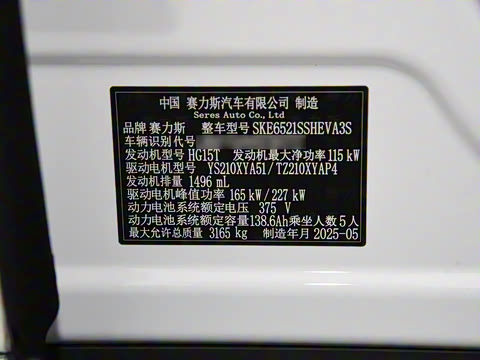 中国 赛力斯汽车有限公司 制造
Seres Auto Co., Ltd
品牌 赛力斯 整车型号 SKE6521SSHEVA3S
车辆识别代号
发动机型号 HG15T 发动机最大净功率 115 kW
驱动电机型号 YS210XYA51/TZ210XYAP4
发动机排量 1496 mL
驱动电机峰值功率 165 kW/227 kW
动力电池系统额定电压 375 V
动力电池系统额定容量138.6Ah乘坐人数 5 人
最大允许总质量 3165 kg 制造年月 2025-05